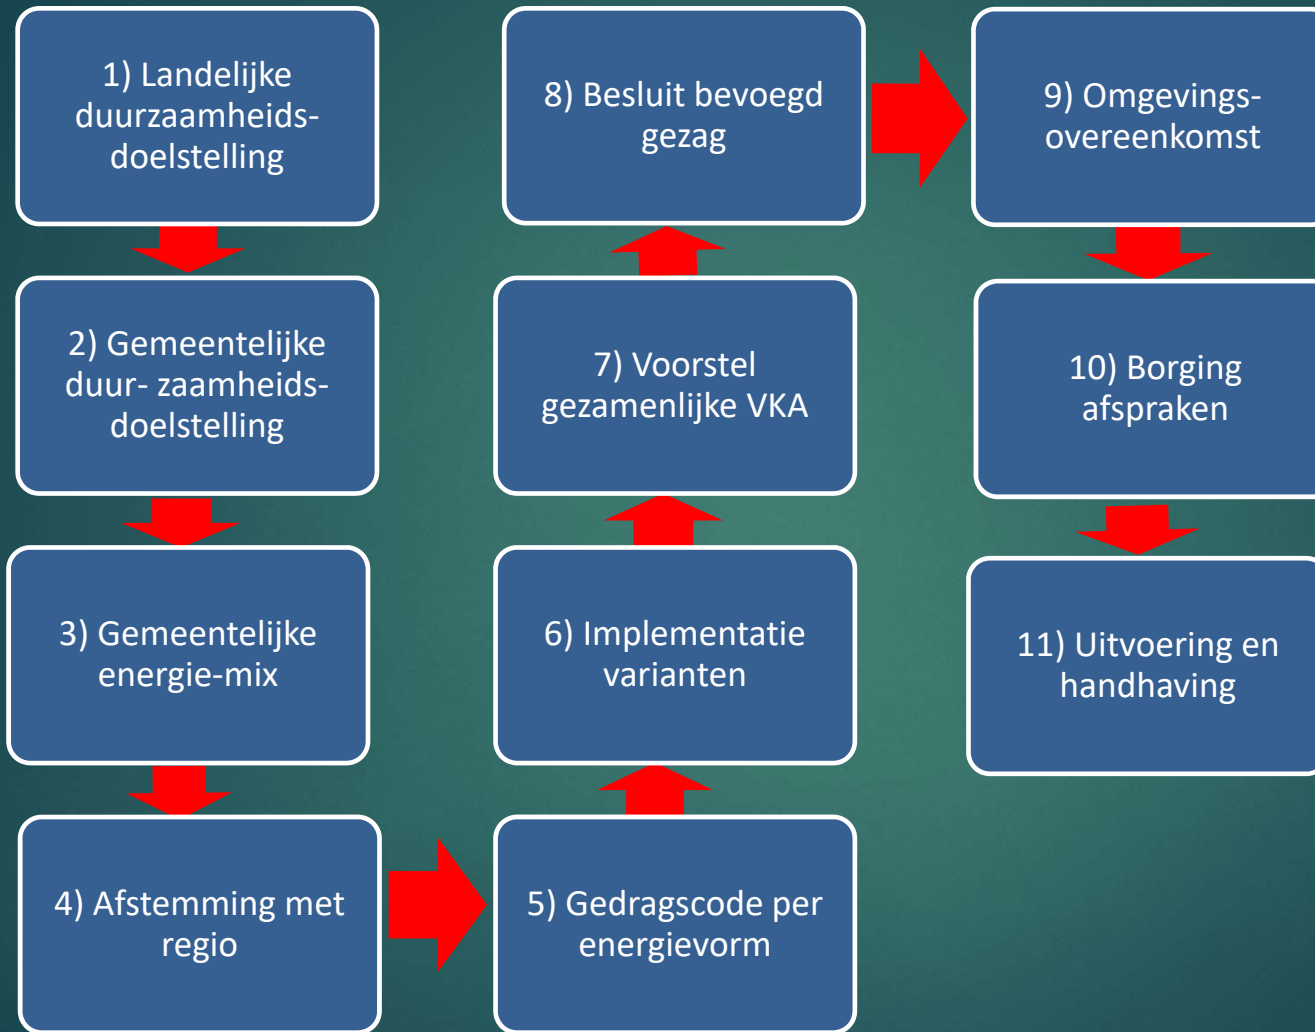 1) Landelijke
duurzaamheids-
doelstelling
2) Gemeentelijke
duur- zaamheids-
doelstelling
3) Gemeentelijke
energie-mix
4) Afstemming met
regio
5) Gedragscode per
energievorm
6) Implementatie
varianten
7) Voorstel
gezamenlijke VKA
8) Besluit bevoegd
gezag
9) Omgevings-
overeenkomst
10) Borging
afspraken
11) Uitvoering en
handhaving